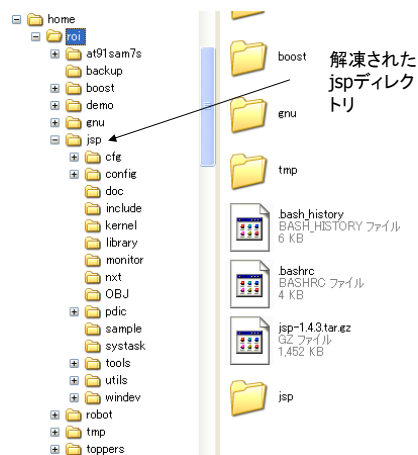 home
roi
at91sam7s
backup
boost
demo
gnu
jsp
cfg
config
doc
include
kernel
library
monitor
nxt
OBJ
pdic
sample
systask
tools
utils
windev
robot
tmp
toppers
boost
gnu
tmp
.bash_history
BASH_HISTORY ファイル
6 KB
.bashrc
BASHRC ファイル
4 KB
jsp-1.4.3.tar.gz
GZ ファイル
1,452 KB
jsp
解凍された
jspディレク
トリ